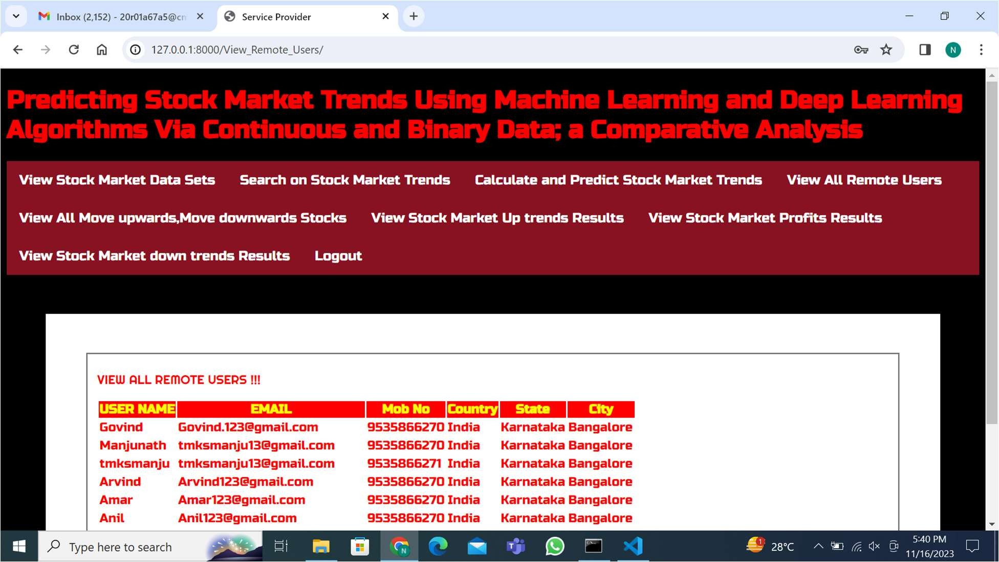 Inbox (2,152) - 20r01a67a5@cn
Service Provider
127.0.0.1:8000/View_Remote_Users/
N
Predicting Stock Market Trends Using Machine Learning and Deep Learning
Algorithms Via Continuous and Binary Data; a Comparative Analysis
View Stock Market Data Sets Search on Stock Market Trends Calculate and Predict Stock Market Trends View All Remote Users
View All Move upwards,Move downwards Stocks View Stock Market Up trends Results View Stock Market Profits Results
View Stock Market down trends Results Logout
VIEW ALL REMOTE USERS !!!
USER NAME EMAIL Mob No Country State City
Govind Govind.123@gmail.com 9535866270 India Karnataka Bangalore
Manjunath tmksmanju13@gmail.com 9535866270 India Karnataka Bangalore
tmksmanju tmksmanju13@gmail.com 9535866271 India Karnataka Bangalore
Arvind Arvind123@gmail.com 9535866270 India Karnataka Bangalore
Amar Amar123@gmail.com 9535866270 India Karnataka Bangalore
Anil Anil123@gmail.com 9535866270 India Karnataka Bangalore
Type here to search
N
1
28°C
5:40 PM
11/16/2023